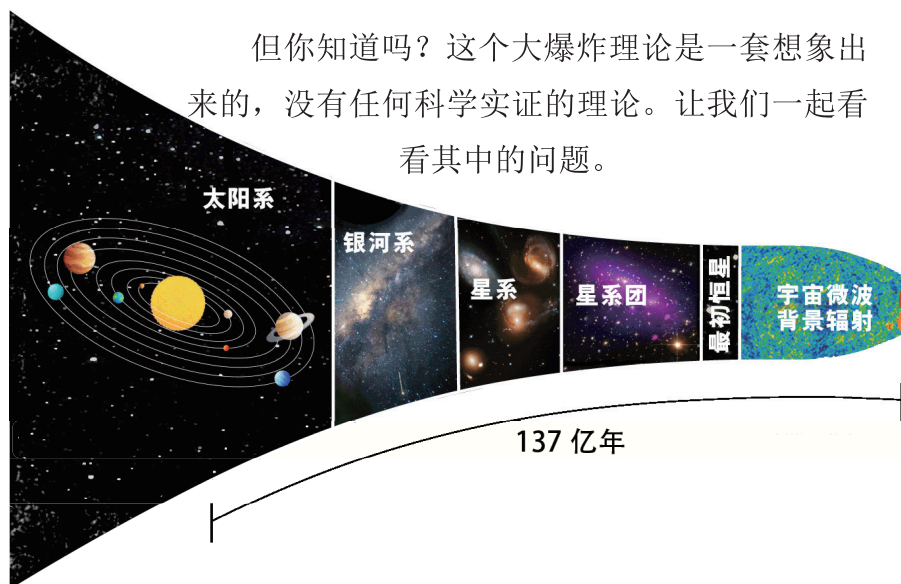 但你知道吗？这个大爆炸理论是一套想象出
来的，没有任何科学实证的理论。让我们一起看
看其中的问题。
太阳系
银河系
星系
星系团
最初恒星
宇宙微波
背景辐射
137 亿年